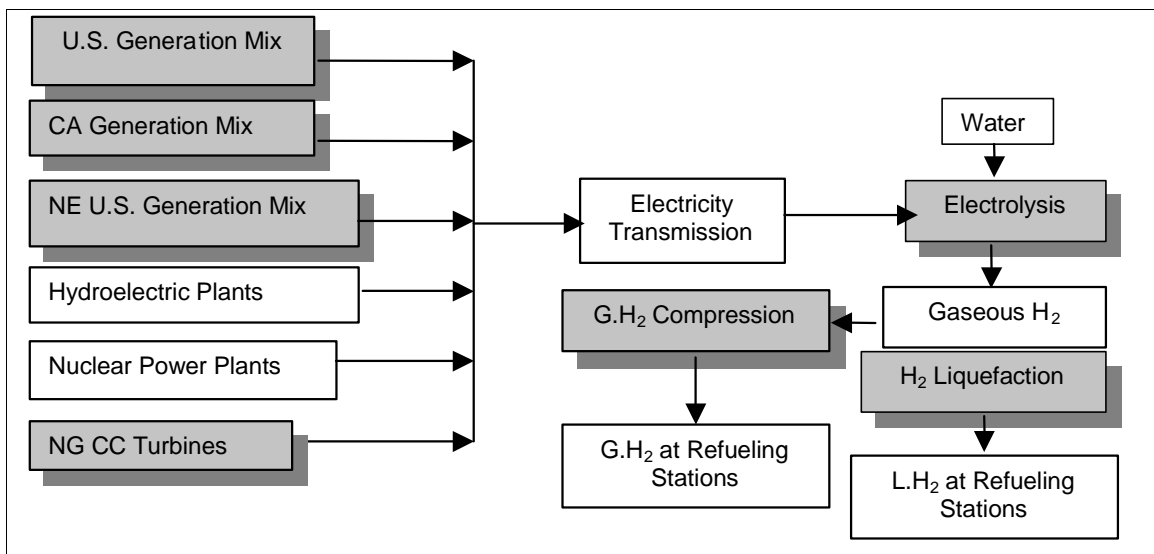 U.S. Generation Mix
CA Generation Mix
NE U.S. Generation Mix
Hydroelectric Plants
Nuclear Power Plants
NG CC Turbines
Electricity
Transmission
Water
Electrolysis
Gaseous H₂
G.H₂ Compression
H₂ Liquefaction
G.H₂ at Refueling
Stations
L.H₂ at Refueling
Stations